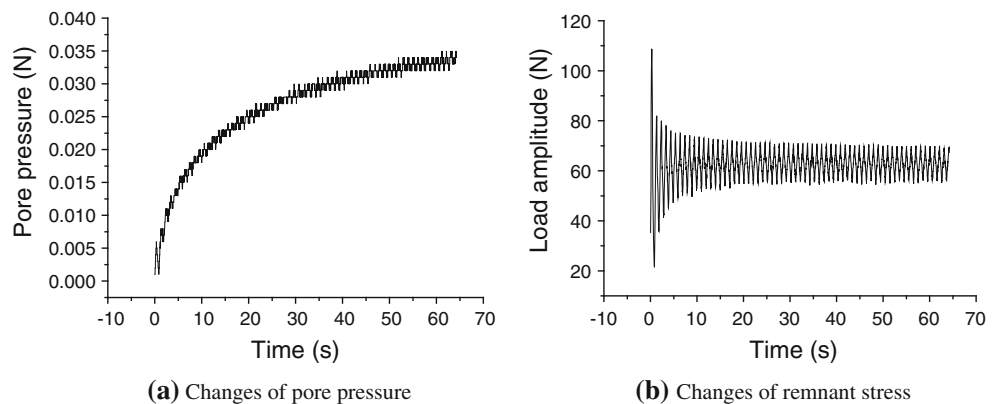 0.040
0.035
0.030
0.025
0.020
0.015
0.010
0.005
0.000
Pore pressure (N)
-10 0 10 20 30 40 50 60 70
Time (s)
(a) Changes of pore pressure
120
100
80
60
40
20
Load amplitude (N)
-10 0 10 20 30 40 50 60 70
Time (s)
(b) Changes of remnant stress